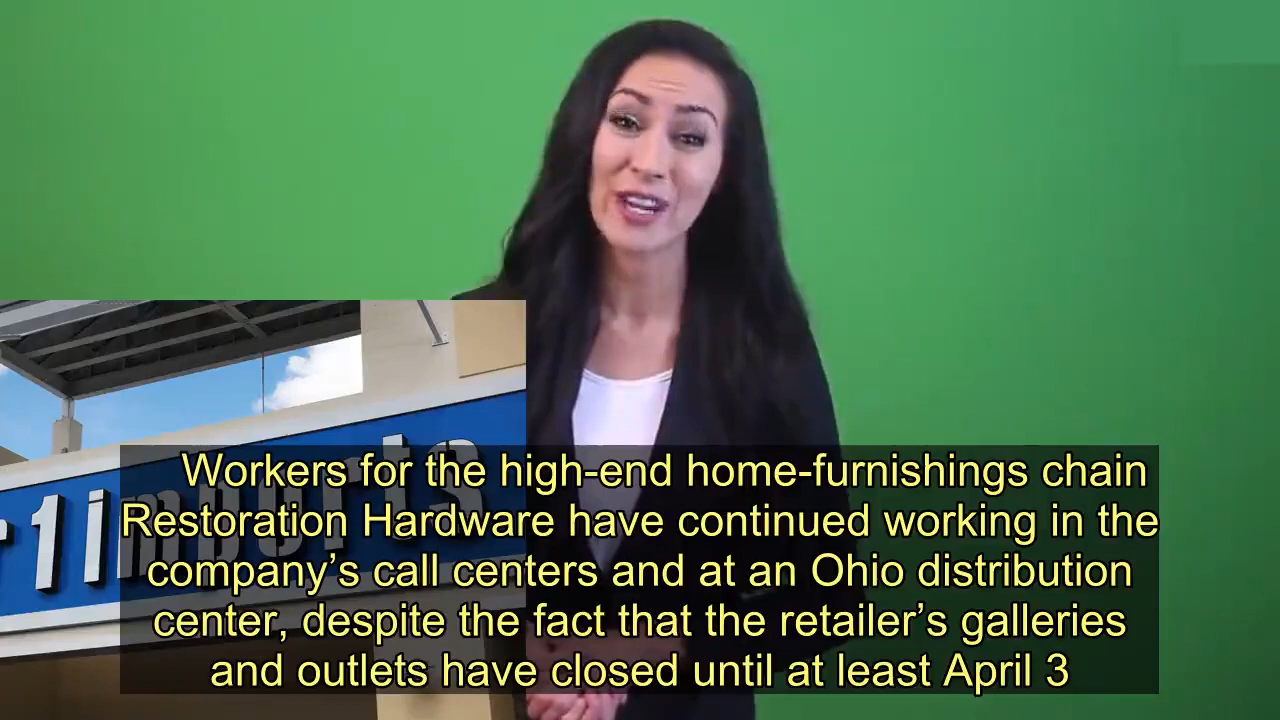 r 1 imports
Workers for the high-end home-furnishings chain
Restoration Hardware have continued working in the
company’s call centers and at an Ohio distribution
center, despite the fact that the retailer’s galleries
and outlets have closed until at least April 3